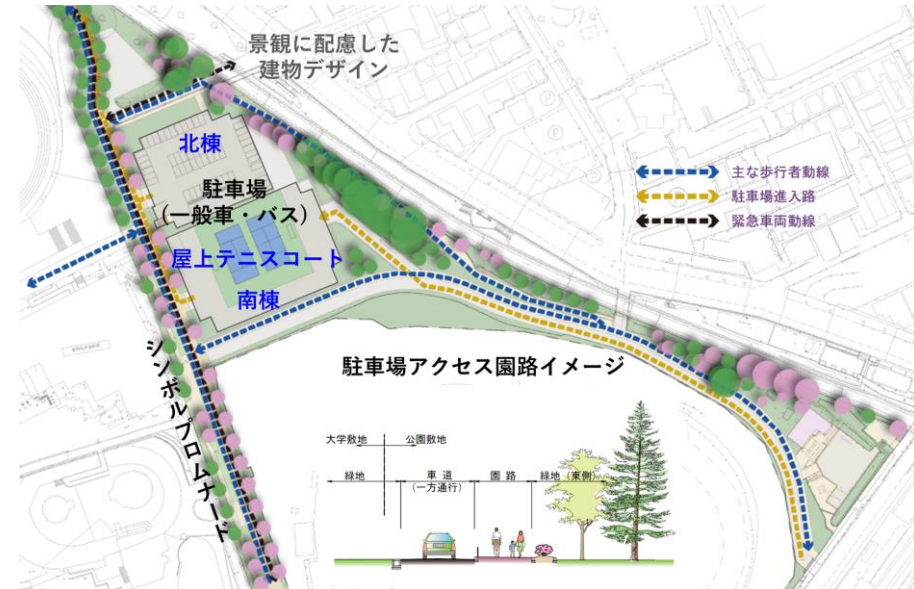 景観に配慮した
建物デザイン
北棟
駐車場
(一般車・バス)
屋上テニスコート
南棟
主な歩行者動線
駐車場進入路
緊急車両動線
P
シンボルプロムナード
駐車場アクセス園路イメージ
大学敷地 公園敷地
緑地 車道 園路 緑地(東側)
(一方通行)